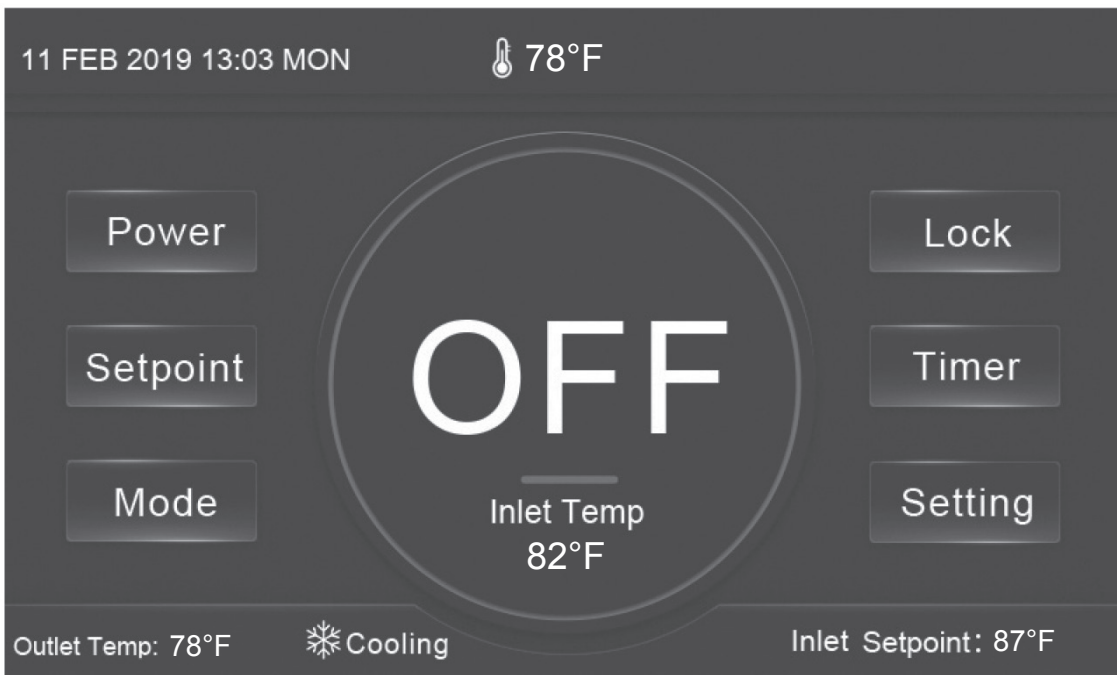 11 FEB 2019 13:03 MON
78°F
Power
Lock
Setpoint
OFF
Timer
Mode
Inlet Temp
82°F
Setting
Outlet Temp: 78°F
Cooling
Inlet Setpoint: 87°F